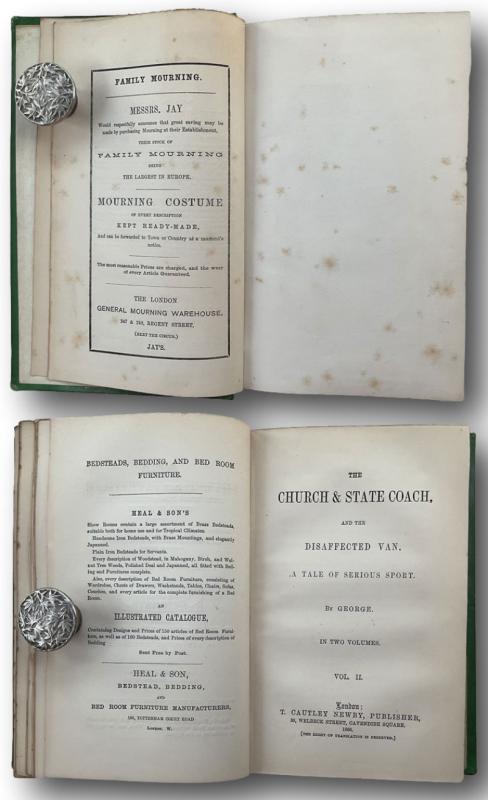 FAMILY MOURNING.
MESSRS. JAY
Would respectfully announce that great saving may be
made by purchasing Mourning at their Establishment,
THEIR STOCK OF
FAMILY MOURNING
BEING
THE LARGEST IN EUROPE.
MOURNING COSTUME
OF EVERY DESCRIPTION
KEPT READY-MADE,
And can be forwarded to Town or Country at a moment's
notice.
The most reasonable Prices are charged, and the wear
of every Article Guaranteed.
THE LONDON
GENERAL MOURNING WAREHOUSE,
247 & 249, REGENT STREET,
(NEXT THE CIRCUS.)
JAY'S.
BEDSTEADS, BEDDING, AND BED ROOM
FURNITURE.
HEAL & SON'S
Show Rooms contain a large assortment of Brass Bedsteads,
suitable both for home use and for Tropical Climates.
Handsome Iron Bedsteads, with Brass Mountings, and elegantly
Japanned.
Plain Iron Bedsteads for Servants.
Every description of Woodstead, in Mahogany, Birch, and Wal-
nut Tree Woods, Polished Deal and Japanned, all fitted with Bed-
ding and Furnitures complete.
Also, every description of Bed Room Furniture, consisting of
Wardrobes, Chests of Drawers, Washstands, Tables, Chairs, Sofas,
Couches, and every article for the complete furnishing of a Bed
Room.
AN
ILLUSTRATED CATALOGUE,
Containing Designs and Prices of 150 articles of Bed Room Furni-
ture, as well as of 100 Bedsteads, and Prices of every description of
Bedding
Sent Free by Post.
HEAL & SON,
BEDSTEAD, BEDDING,
AND
BED ROOM FURNITURE MANUFACTURERS,
196, TOTTENHAM COURT ROAD
London. W.
THE
CHURCH & STATE COACH,
AND THE
DISAFFECTED VAN.
A TALE OF SERIOUS SPORT.
By GEORGE.
IN TWO VOLUMES.
VOL. II.
London:
T. CAUTLEY NEWBY, PUBLISHER,
30, WELBECK STREET, CAVENDISH SQUARE.
1866.
[THE RIGHT OF TRANSLATION IS RESERVED.]